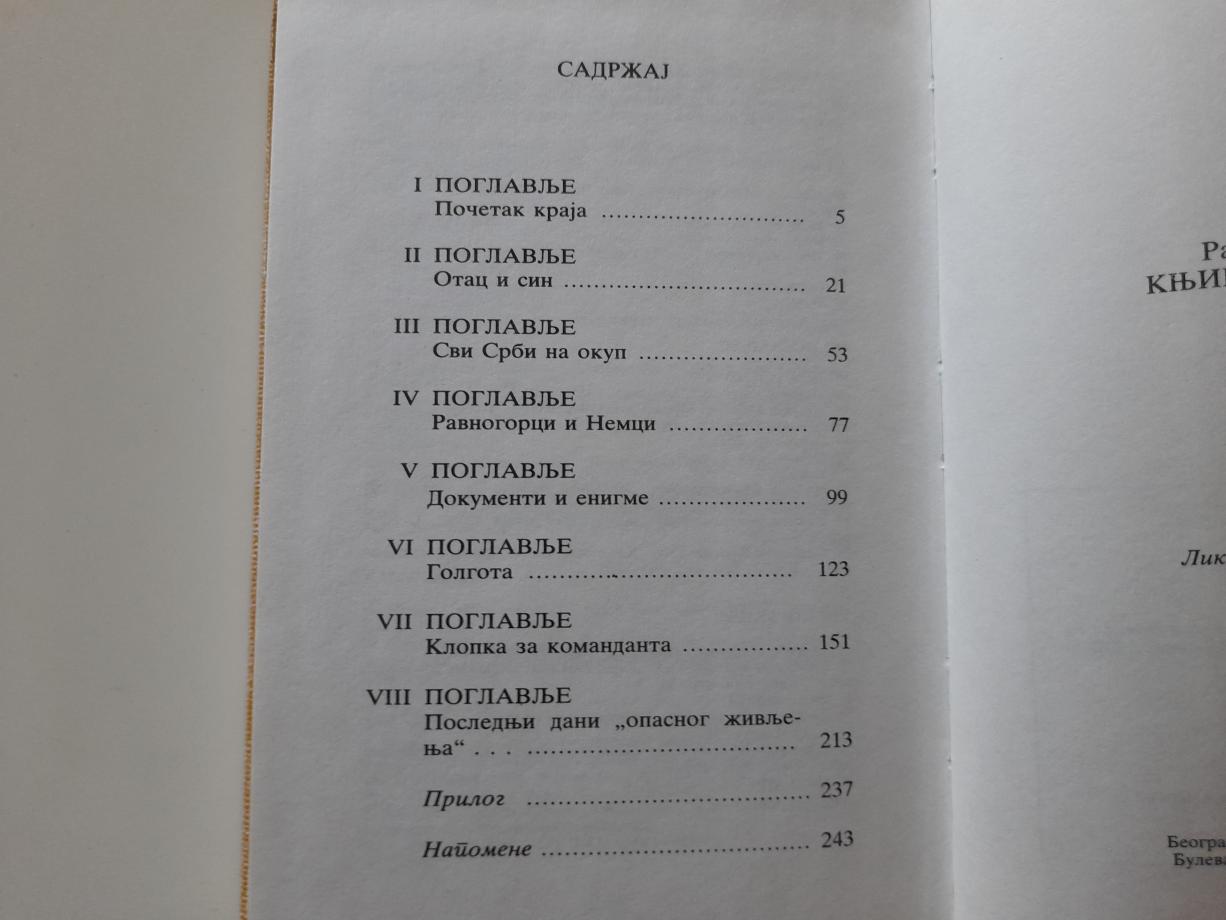 САДРЖАЈ
I ПОГЛАВЉЕ
Почетак краја ........................... 5
II ПОГЛАВЉЕ
Отац и син ................................ 21
III ПОГЛАВЉЕ
Сви Срби на окуп ...................... 53
IV ПОГЛАВЉЕ
Равногорци и Немци .................. 77
V ПОГЛАВЉЕ
Документи и енигме ................... 99
VI ПОГЛАВЉЕ
Голгота ................................... 123
VII ПОГЛАВЉЕ
Клопка за команданта ................. 151
VIII ПОГЛАВЉЕ
Последњи дани „опасног живље-
ња“ . . . ................................... 213
Прилог ..................................... 237
Напомене ................................... 243